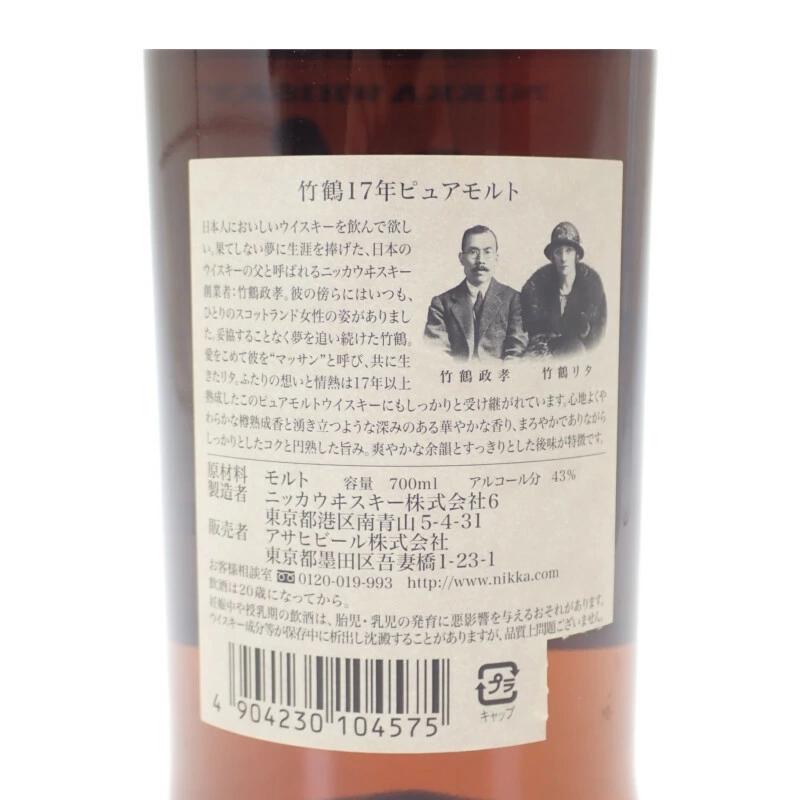 竹鶴17年ピュアモルト
日本人においしいウイスキーを飲んで欲し
い。果てしない夢に生涯を捧げた、日本の
ウイスキーの父と呼ばれるニッカウヰスキー
創業者:竹鶴政孝。彼の傍らにはいつも、
ひとりのスコットランド女性の姿がありまし
た。妥協することなく夢を追い続けた竹鶴。
愛をこめて彼を“マッサン”と呼び、共に生
きたリタ。ふたりの想いと情熱は17年以上
熟成したこのピュアモルトウイスキーにもしっかりと受け継がれています。心地よくや
わらかな樽熟成香と湧き立つような深みのある華やかな香り、まろやかでありながら
しっかりとしたコクと円熟した旨み。爽やかな余韻とすっきりとした後味が特徴です。
竹鶴政孝 竹鶴リタ
原材料 モルト 容量 700ml アルコール分 43%
製造者 ニッカウヰスキー株式会社6
東京都港区南青山5-4-31
販売者 アサヒビール株式会社
東京都墨田区吾妻橋1-23-1
お客様相談室 0120-019-993 http://www.nikka.com
飲酒は20歳になってから。
妊娠中や授乳期の飲酒は、胎児・乳児の発育に悪影響を与えるおそれがあります。
ウイスキー成分等が保存中に析出し沈澱することがありますが、品質上問題ございません。
4 904230 104575
プラ
キャップ